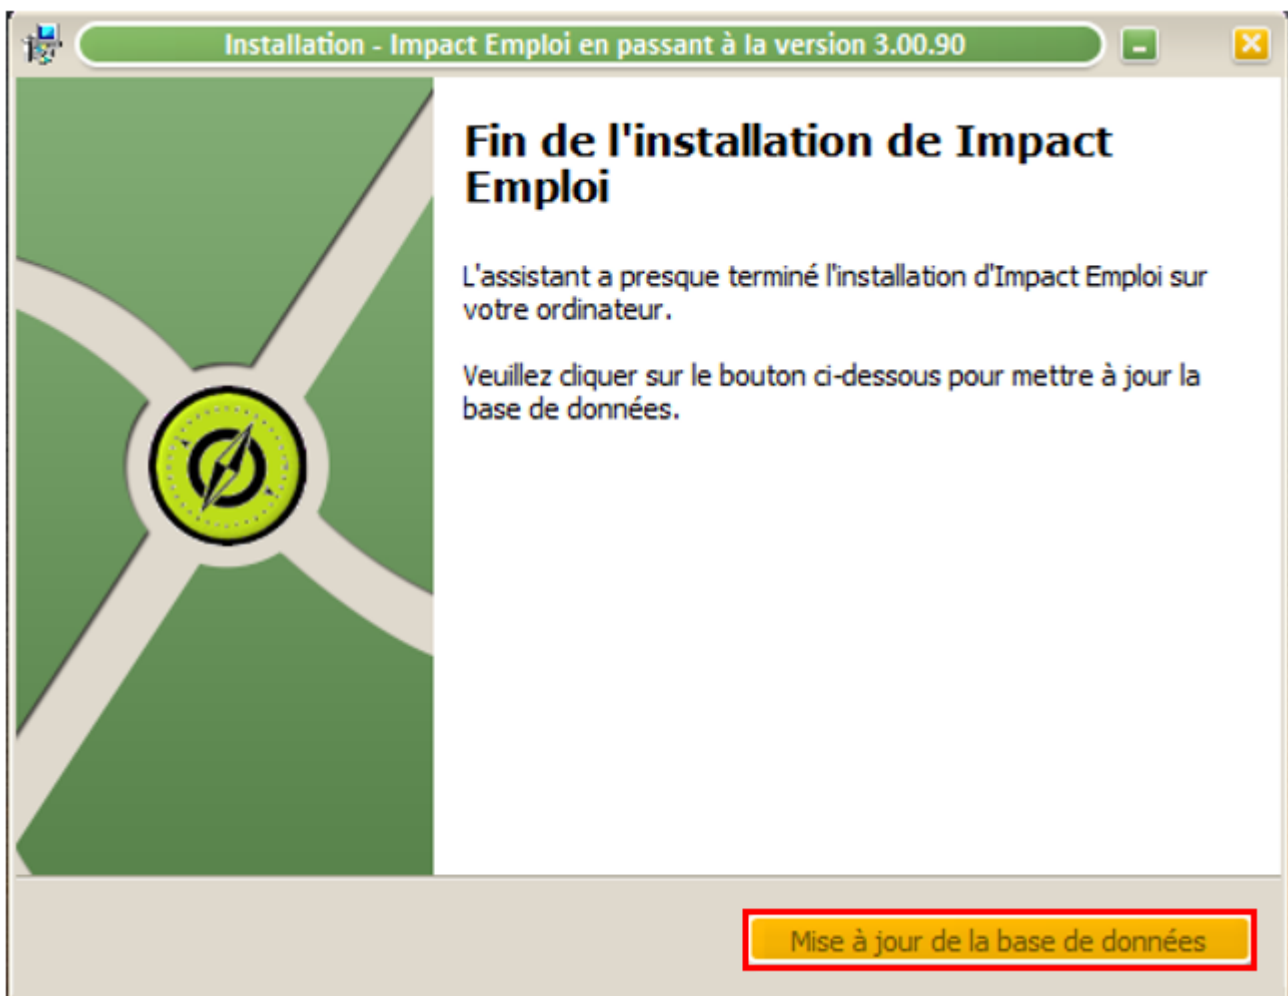 Installation - Impact Emploi en passant à la version 3.00.90
Fin de l'installation de Impact
Emploi
L'assistant a presque terminé l'installation d'Impact Emploi sur
votre ordinateur.
Veuillez cliquer sur le bouton ci-dessous pour mettre à jour la
base de données.
Mise à jour de la base de données